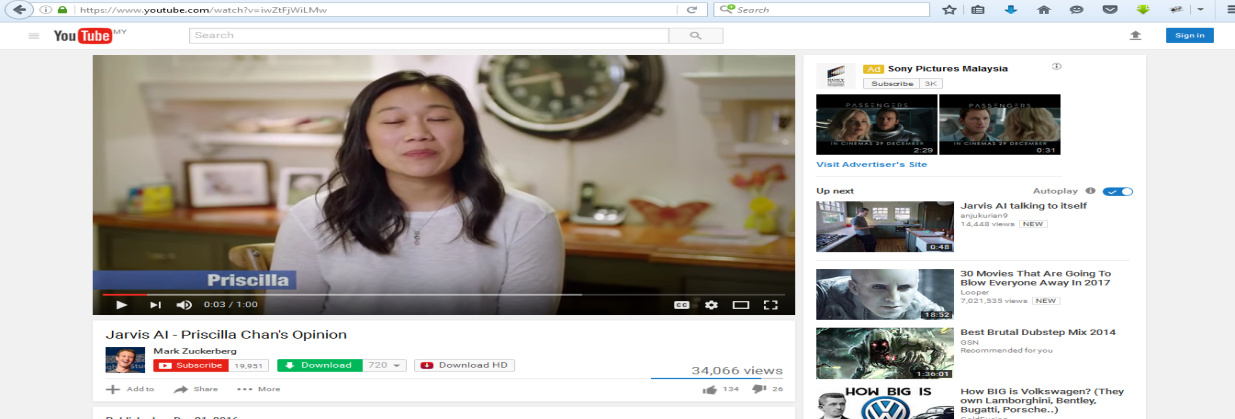 https://www.youtube.com/watch?v=iwZtFjWiLMw
Search
YouTube MY
Search
Sign in
Priscilla
0:03 / 1:00
CC
Jarvis AI - Priscilla Chan's Opinion
Mark Zuckerberg
Subscribe 19,951
Download 720
Download HD
34,066 views
Add to
Share
More
134
26
Ad Sony Pictures Malaysia
Subscribe 3K
PASSENGERS
IN CINEMAS 29 DECEMBER
2:29
PASSENGERS
IN CINEMAS 29 DECEMBER
0:31
Visit Advertiser's Site
Up next
Autoplay
Jarvis AI talking to itself
anjukurian9
14,448 views NEW
0:48
30 Movies That Are Going To
Blow Everyone Away In 2017
Looper
7,021,535 views NEW
18:52
Best Brutal Dubstep Mix 2014
GSN
Recommended for you
1:36:01
HOW BIG IS
How BIG is Volkswagen? (They
own Lamborghini, Bentley,
Bugatti, Porsche..)